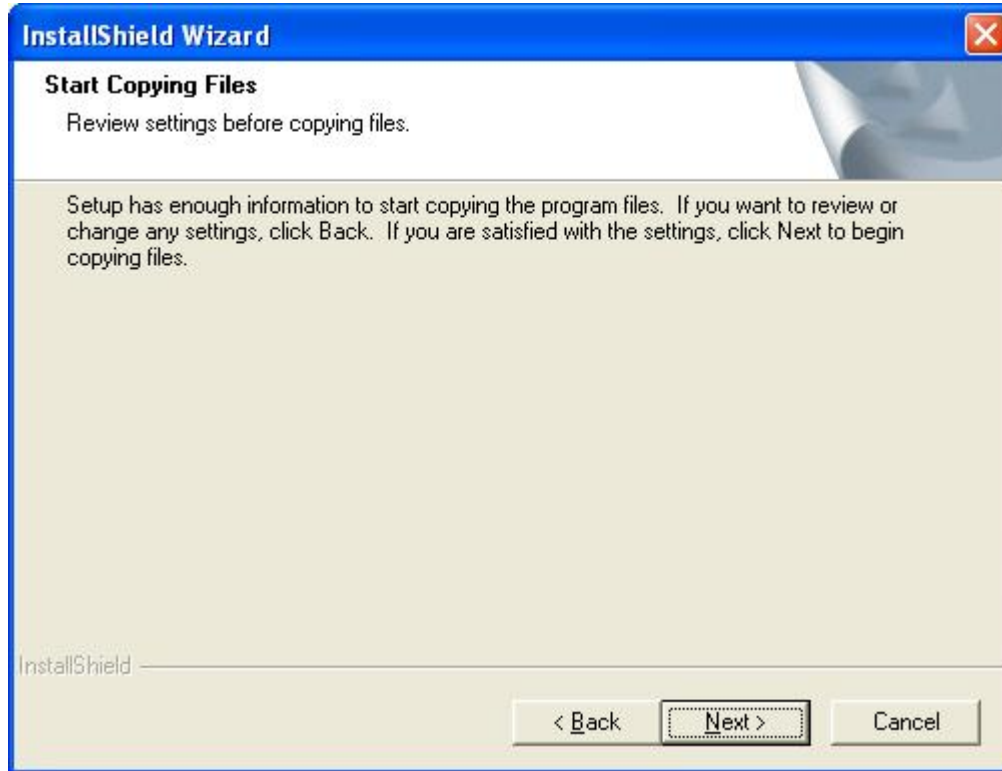 InstallShield Wizard
Start Copying Files
Review settings before copying files.
Setup has enough information to start copying the program files.  If you want to review or
change any settings, click Back.  If you are satisfied with the settings, click Next to begin
copying files.
InstallShield
< Back Next > Cancel